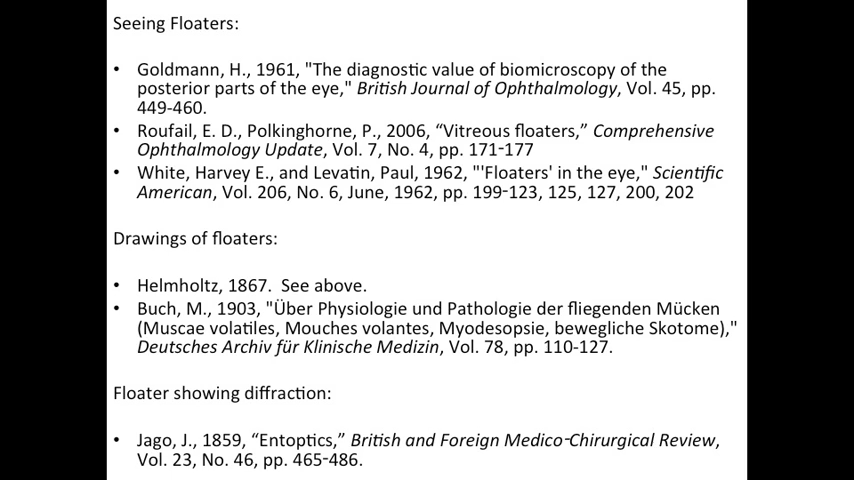 Seeing Floaters:
• Goldmann, H., 1961, "The diagnostic value of biomicroscopy of the
posterior parts of the eye," British Journal of Ophthalmology, Vol. 45, pp.
449-460.
• Roufail, E. D., Polkinghorne, P., 2006, “Vitreous floaters,” Comprehensive
Ophthalmology Update, Vol. 7, No. 4, pp. 171-177
• White, Harvey E., and Levatin, Paul, 1962, "'Floaters' in the eye," Scientific
American, Vol. 206, No. 6, June, 1962, pp. 199-123, 125, 127, 200, 202
Drawings of floaters:
• Helmholtz, 1867.  See above.
• Buch, M., 1903, "Über Physiologie und Pathologie der fliegenden Mücken
(Muscae volatiles, Mouches volantes, Myodesopsie, bewegliche Skotome),"
Deutsches Archiv für Klinische Medizin, Vol. 78, pp. 110-127.
Floater showing diffraction:
• Jago, J., 1859, “Entoptics,” British and Foreign Medico-Chirurgical Review,
Vol. 23, No. 46, pp. 465-486.